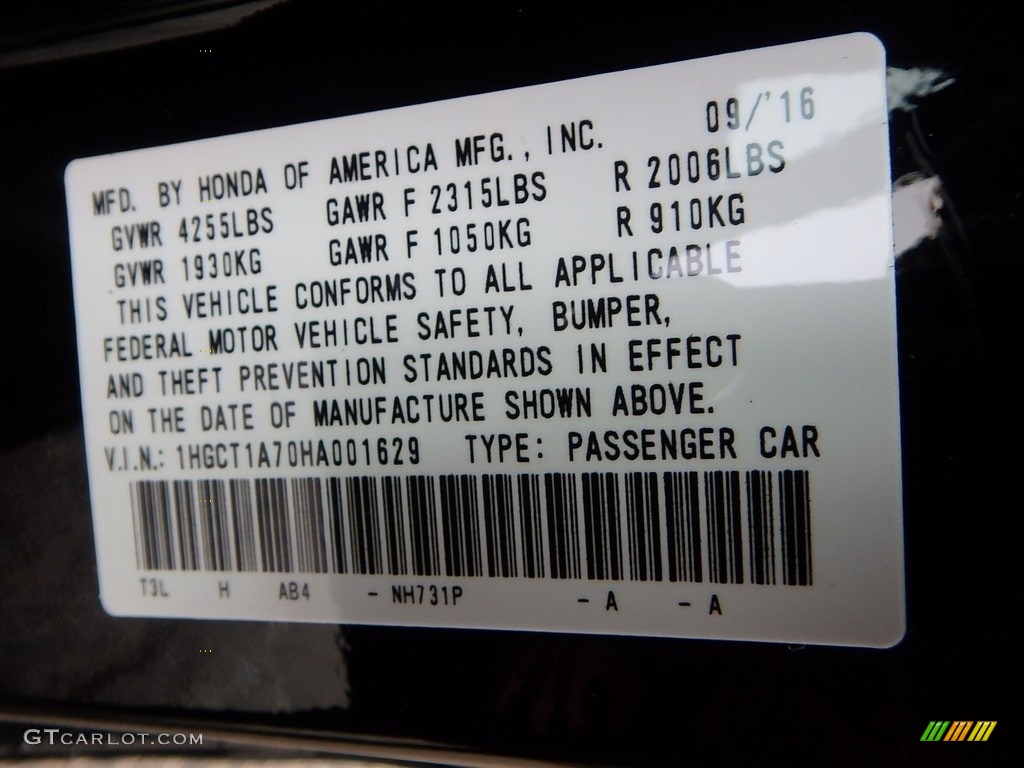 09/'16
MFD. BY HONDA OF AMERICA MFG., INC.
GVWR 4255LBS GAWR F 2315LBS R 2006LBS
GVWR 1930KG GAWR F 1050KG R 910KG
THIS VEHICLE CONFORMS TO ALL APPLICABLE
FEDERAL MOTOR VEHICLE SAFETY, BUMPER,
AND THEFT PREVENTION STANDARDS IN EFFECT
ON THE DATE OF MANUFACTURE SHOWN ABOVE.
V.I.N.: 1HGCT1A70HA001629 TYPE: PASSENGER CAR
T3L H AB4 - NH731P - A - A
GTCARLOT.COM